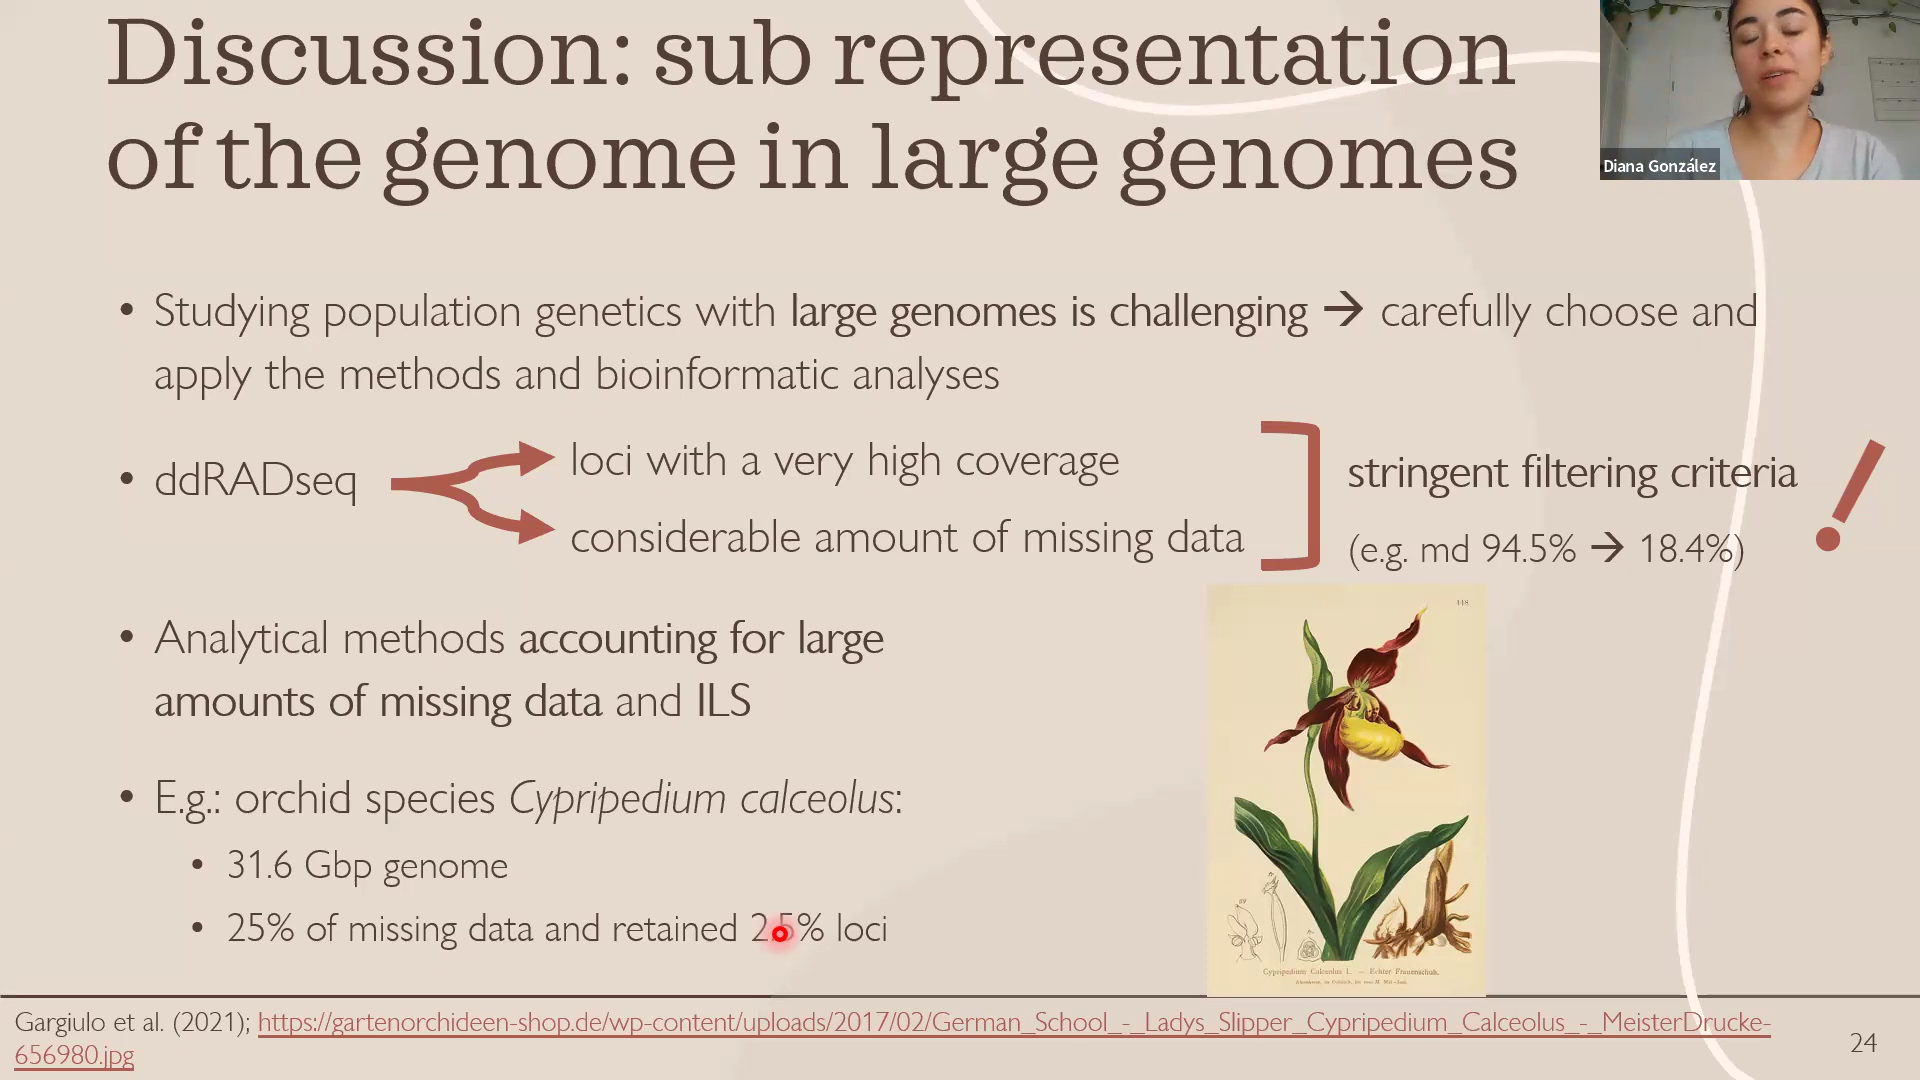 Discussion: sub representation
of the genome in large genomes
Diana González
• Studying population genetics with large genomes is challenging → carefully choose and
apply the methods and bioinformatic analyses
• ddRADseq
loci with a very high coverage
considerable amount of missing data
stringent filtering criteria
(e.g. md 94.5% → 18.4%)
!
• Analytical methods accounting for large
amounts of missing data and ILS
• E.g.: orchid species Cypripedium calceolus:
• 31.6 Gbp genome
• 25% of missing data and retained 2.5% loci
118.
Cypripedium Calceolus L. — Echter Frauenschuh.
Gargiulo et al. (2021); https://gartenorchideen-shop.de/wp-content/uploads/2017/02/German_School_-_Ladys_Slipper_Cypripedium_Calceolus_-_MeisterDrucke-
656980.jpg
24